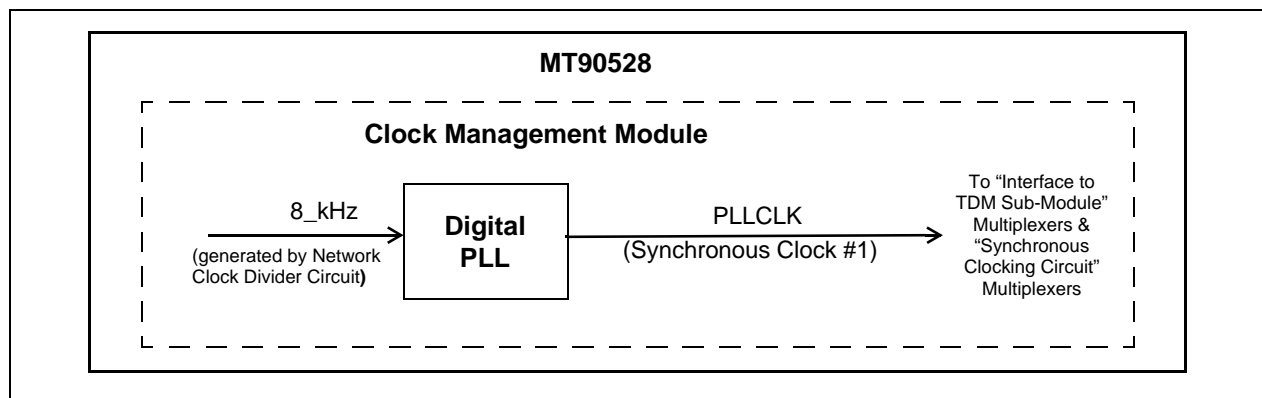 MT90528
Clock Management Module
8_kHz
(generated by Network
Clock Divider Circuit)
Digital
PLL
PLLCLK
(Synchronous Clock #1)
To “Interface to
TDM Sub-Module”
Multiplexers &
“Synchronous
Clocking Circuit”
Multiplexers